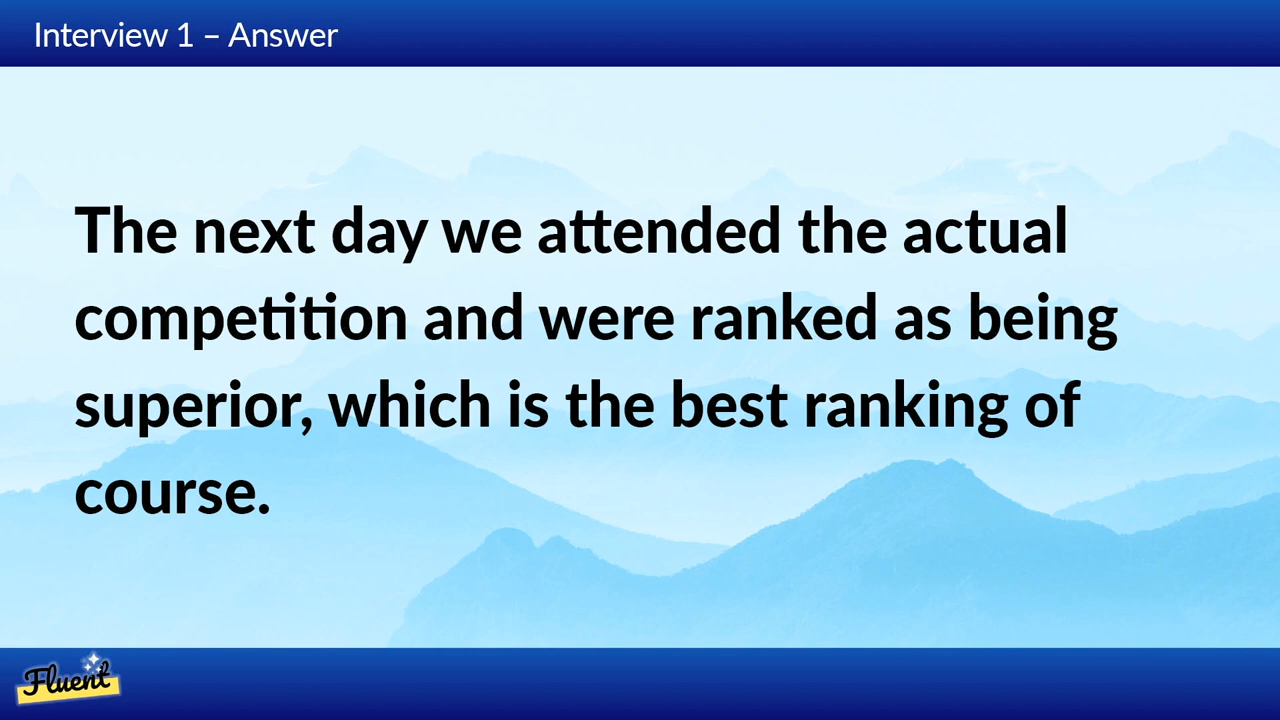 Interview 1 – Answer
The next day we attended the actual
competition and were ranked as being
superior, which is the best ranking of
course.
Fluent